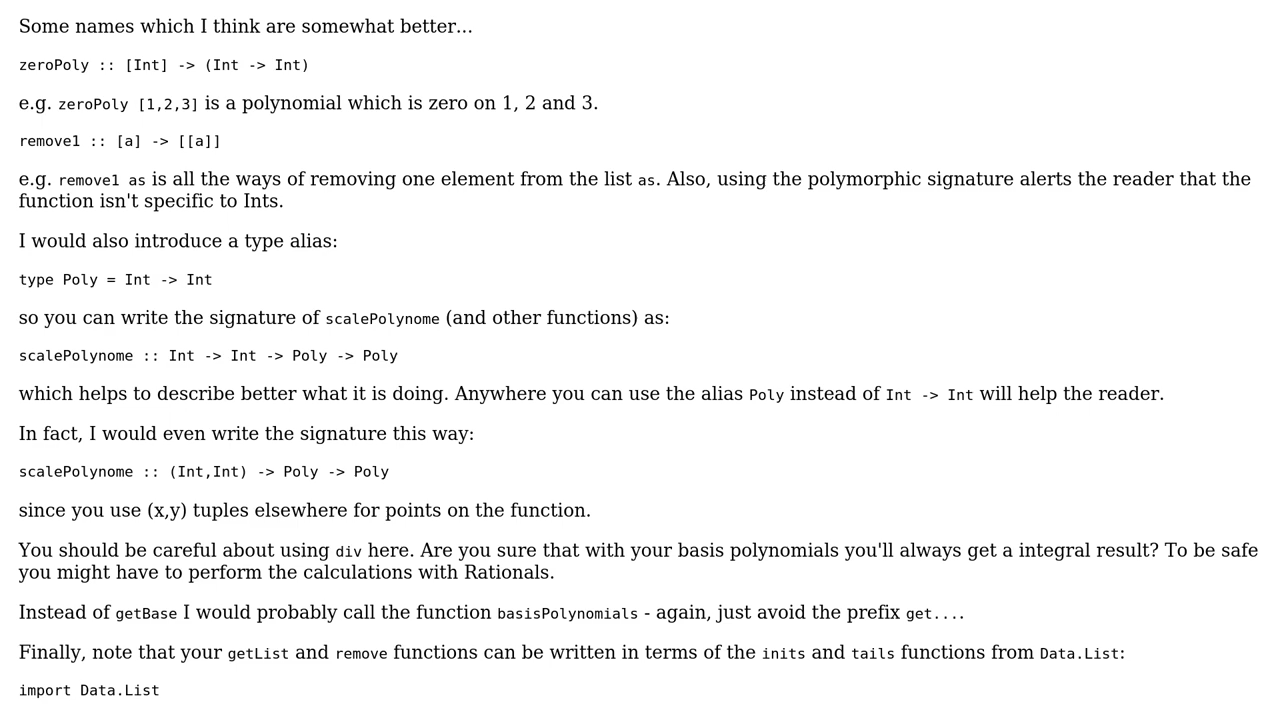 Some names which I think are somewhat better...
zeroPoly :: [Int] -> (Int -> Int)
e.g. zeroPoly [1,2,3] is a polynomial which is zero on 1, 2 and 3.
remove1 :: [a] -> [[a]]
e.g. remove1 as is all the ways of removing one element from the list as. Also, using the polymorphic signature alerts the reader that the
function isn't specific to Ints.
I would also introduce a type alias:
type Poly = Int -> Int
so you can write the signature of scalePolynome (and other functions) as:
scalePolynome :: Int -> Int -> Poly -> Poly
which helps to describe better what it is doing. Anywhere you can use the alias Poly instead of Int -> Int will help the reader.
In fact, I would even write the signature this way:
scalePolynome :: (Int,Int) -> Poly -> Poly
since you use (x,y) tuples elsewhere for points on the function.
You should be careful about using div here. Are you sure that with your basis polynomials you'll always get a integral result? To be safe
you might have to perform the calculations with Rationals.
Instead of getBase I would probably call the function basisPolynomials - again, just avoid the prefix get....
Finally, note that your getList and remove functions can be written in terms of the inits and tails functions from Data.List:
import Data.List